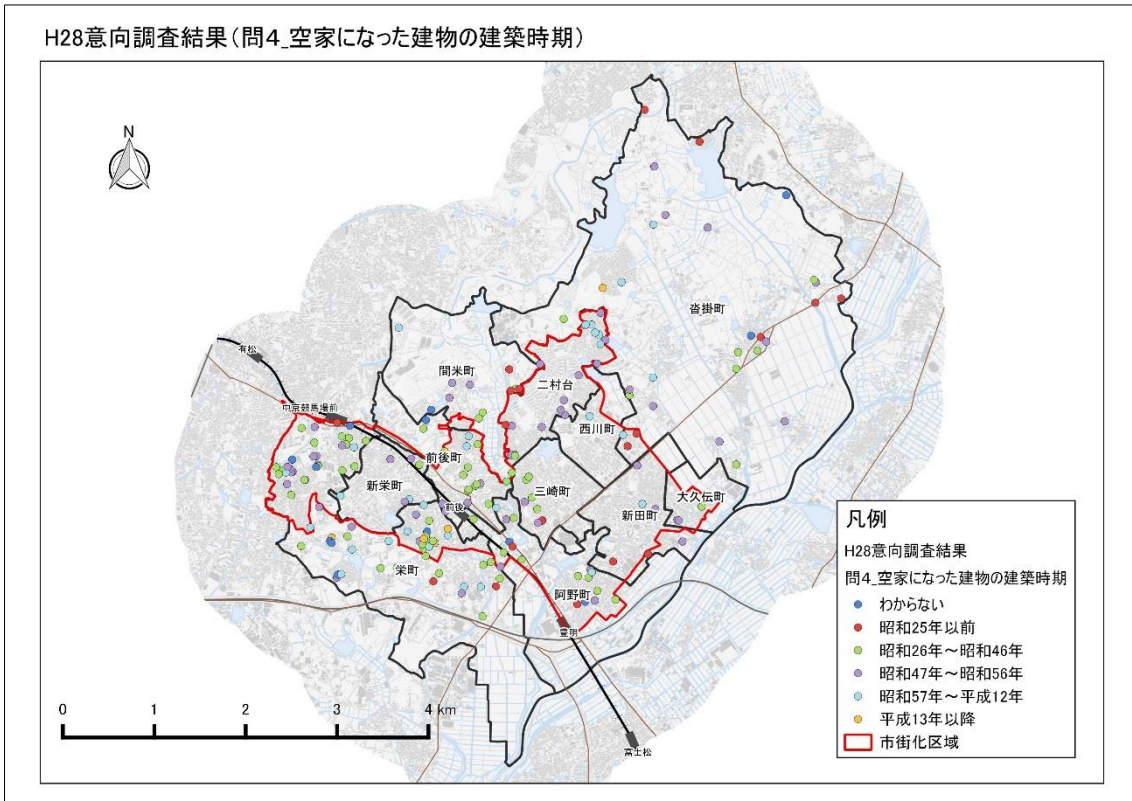 H28意向調査結果(問4_空家になった建物の建築時期)
N
沓掛町
有松
間米町
二村台
中京競馬場前
西川町
前後町
新栄町
三崎町
大久伝町
前後
新田町
栄町
阿野町
豊明
富士松
0 1 2 3 4 km
凡例
H28意向調査結果
問4_空家になった建物の建築時期
わからない
昭和25年以前
昭和26年～昭和46年
昭和47年～昭和56年
昭和57年～平成12年
平成13年以降
市街化区域